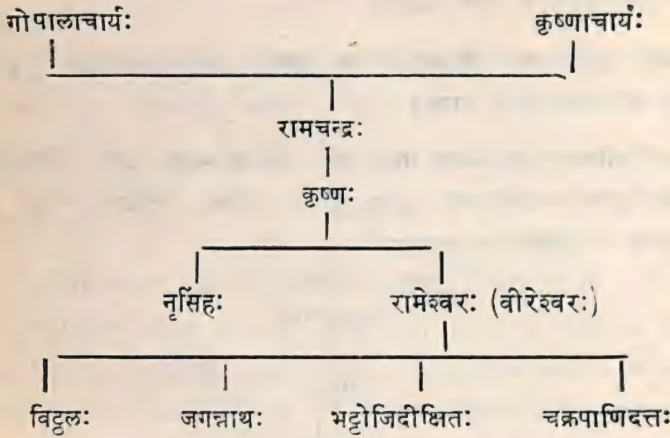 गोपालाचार्यः कृष्णाचार्यः
रामचन्द्रः
कृष्णः
नृसिंहः रामेश्वरः (वीरेश्वरः)
विट्ठलः जगन्नाथः भट्टोजिदीक्षितः चक्रपाणिदत्तः